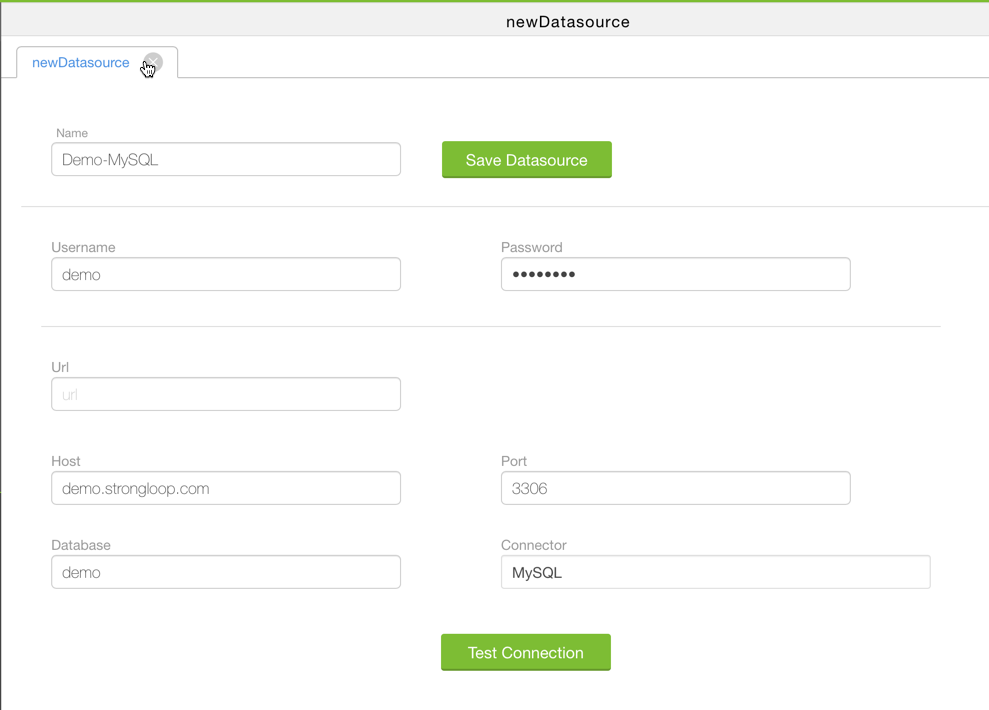 newDatasource
newDatasource
Name
Demo-MySQL
Save Datasource
Username
Password
demo
••••••••
Url
url
Host
Port
demo.strongloop.com
3306
Database
Connector
demo
MySQL
Test Connection